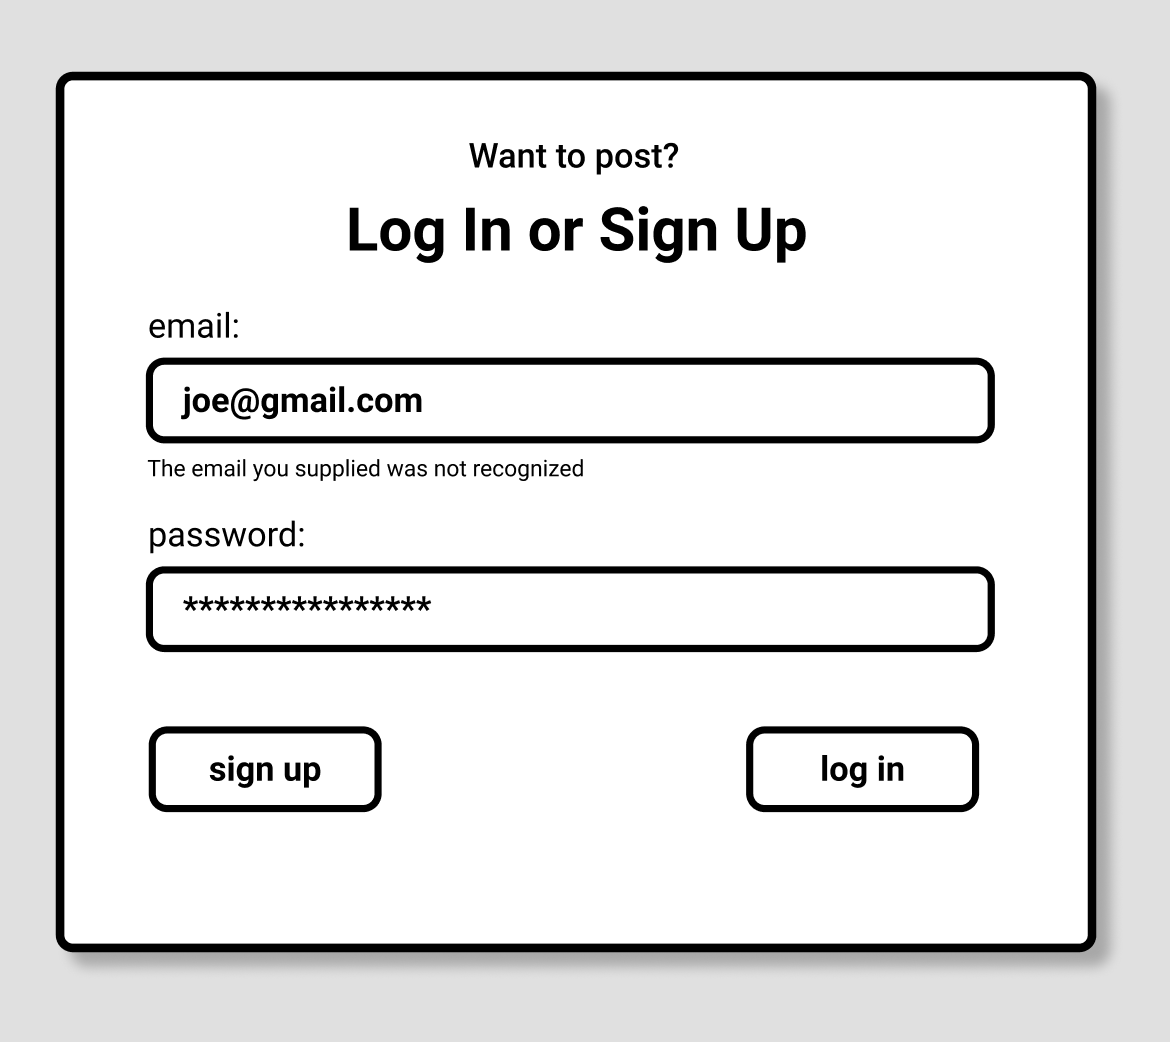 Want to post?
Log In or Sign Up
email:
joe@gmail.com
The email you supplied was not recognized
password:
****************
sign up
log in